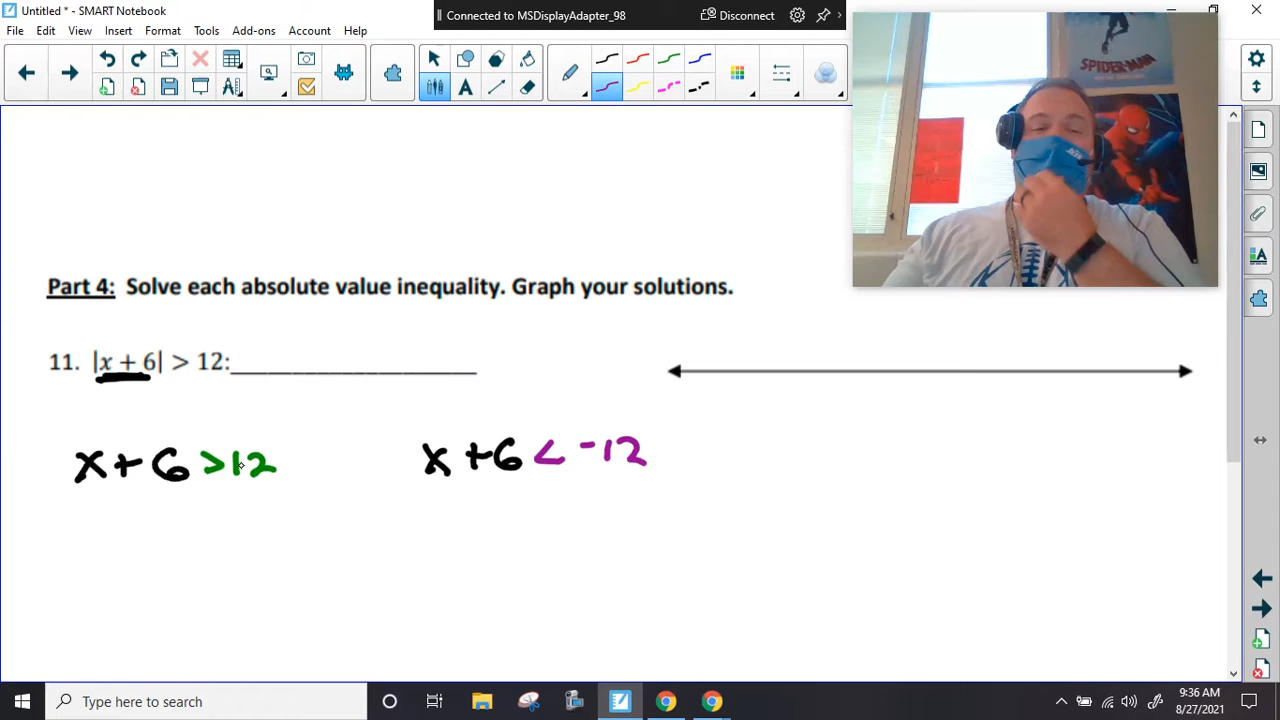 Untitled * - SMART Notebook
Connected to MSDisplayAdapter_98
Disconnect
File Edit View Insert Format Tools Add-ons Account Help
SPIDER-MAN
Part 4: Solve each absolute value inequality. Graph your solutions.
11. |x + 6| > 12:____________________
x + 6 > 12
x + 6 < -12
Type here to search
9:36 AM
8/27/2021